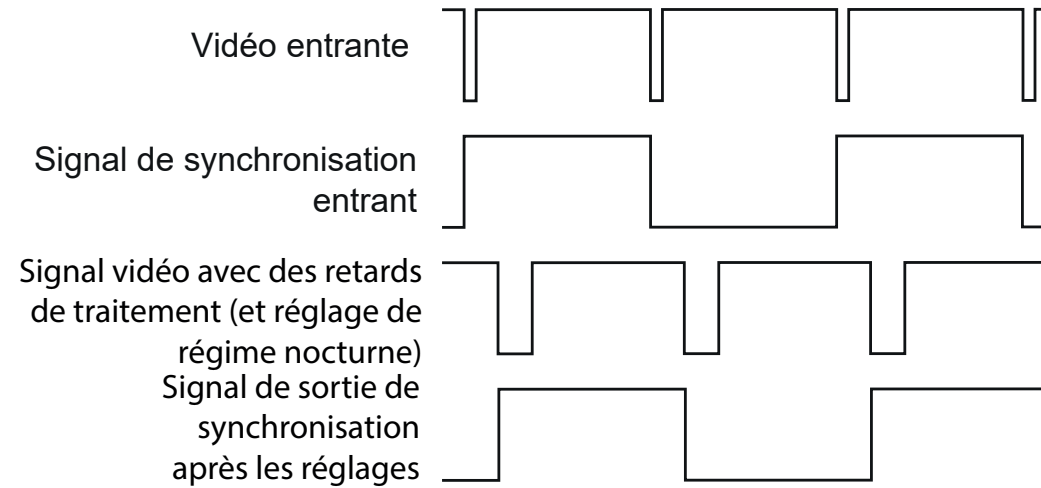 Vidéo entrante
Signal de synchronisation
entrant
Signal vidéo avec des retards
de traitement (et réglage de
régime nocturne)
Signal de sortie de
synchronisation
après les réglages